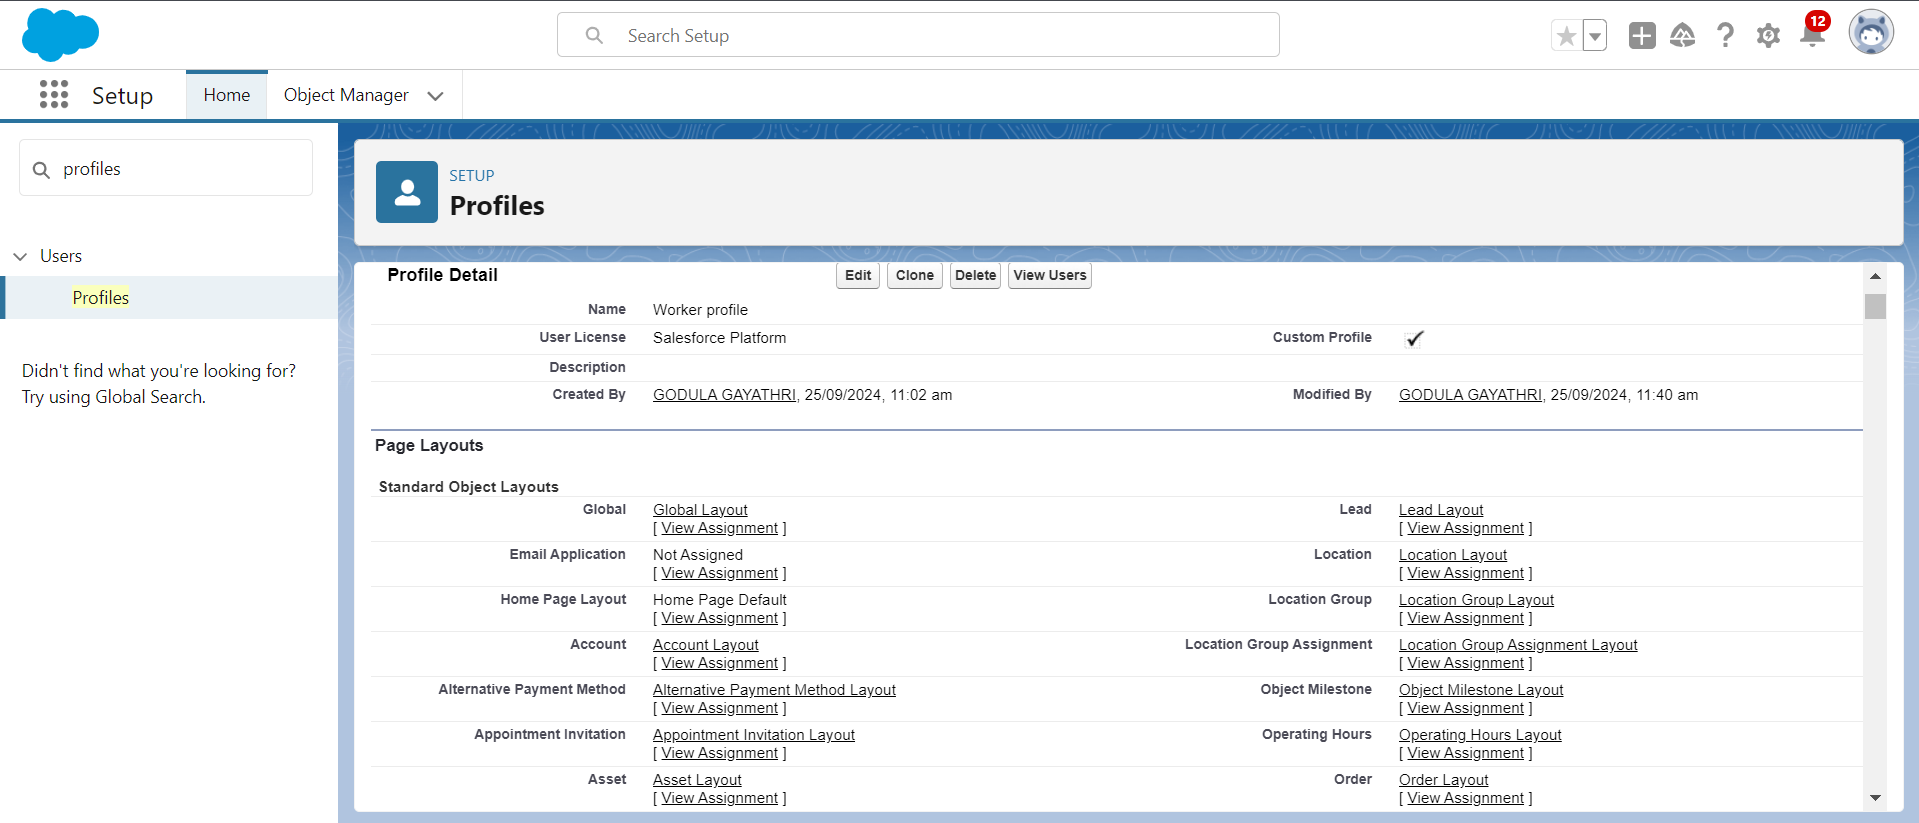 Search Setup
12
Setup
Home
Object Manager
profiles
Users
Profiles
Didn't find what you're looking for?
Try using Global Search.
SETUP
Profiles
Profile Detail
Edit
Clone
Delete
View Users
Name Worker profile
User License Salesforce Platform Custom Profile
Description
Created By GODULA GAYATHRI, 25/09/2024, 11:02 am Modified By GODULA GAYATHRI, 25/09/2024, 11:40 am
Page Layouts
Standard Object Layouts
Global Global Layout Lead Lead Layout
[ View Assignment ] [ View Assignment ]
Email Application Not Assigned Location Location Layout
[ View Assignment ] [ View Assignment ]
Home Page Layout Home Page Default Location Group Location Group Layout
[ View Assignment ] [ View Assignment ]
Account Account Layout Location Group Assignment Location Group Assignment Layout
[ View Assignment ] [ View Assignment ]
Alternative Payment Method Alternative Payment Method Layout Object Milestone Object Milestone Layout
[ View Assignment ] [ View Assignment ]
Appointment Invitation Appointment Invitation Layout Operating Hours Operating Hours Layout
[ View Assignment ] [ View Assignment ]
Asset Asset Layout Order Order Layout
[ View Assignment ] [ View Assignment ]